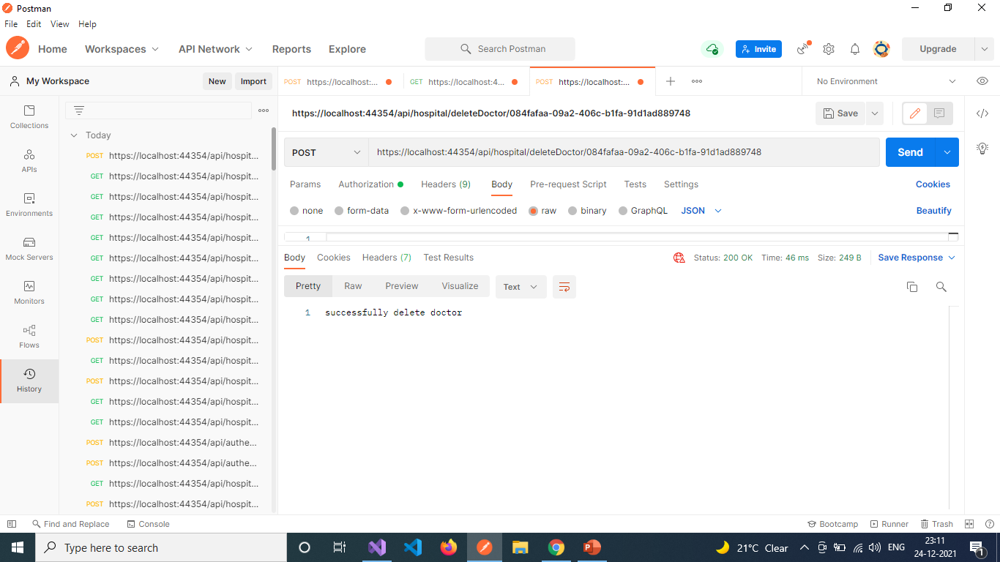 Postman
File Edit View Help
Home Workspaces API Network Reports Explore Search Postman Invite Upgrade
My Workspace New Import
POST https://localhost:... GET https://localhost:4... POST https://localhost:... No Environment
Collections
APIs
Environments
Mock Servers
Monitors
Flows
History
Today
POST https://localhost:44354/api/hospit...
GET https://localhost:44354/api/hospit...
GET https://localhost:44354/api/hospit...
GET https://localhost:44354/api/hospit...
GET https://localhost:44354/api/hospit...
GET https://localhost:44354/api/hospit...
GET https://localhost:44354/api/hospit...
GET https://localhost:44354/api/hospit...
GET https://localhost:44354/api/hospit...
POST https://localhost:44354/api/hospit...
GET https://localhost:44354/api/hospit...
POST https://localhost:44354/api/hospit...
GET https://localhost:44354/api/hospit...
GET https://localhost:44354/api/hospit...
POST https://localhost:44354/api/authe...
POST https://localhost:44354/api/authe...
GET https://localhost:44354/api/hospit...
POST https://localhost:44354/api/hospit...
https://localhost:44354/api/hospital/deleteDoctor/084fafaa-09a2-406c-b1fa-91d1ad889748 Save
POST https://localhost:44354/api/hospital/deleteDoctor/084fafaa-09a2-406c-b1fa-91d1ad889748 Send
Params Authorization Headers (9) Body Pre-request Script Tests Settings Cookies
none form-data x-www-form-urlencoded raw binary GraphQL JSON Beautify
1
Body Cookies Headers (7) Test Results Status: 200 OK Time: 46 ms Size: 249 B Save Response
Pretty Raw Preview Visualize Text
1 successfully delete doctor
Find and Replace Console Bootcamp Runner Trash
Type here to search 21°C Clear ENG 23:11
24-12-2021 1